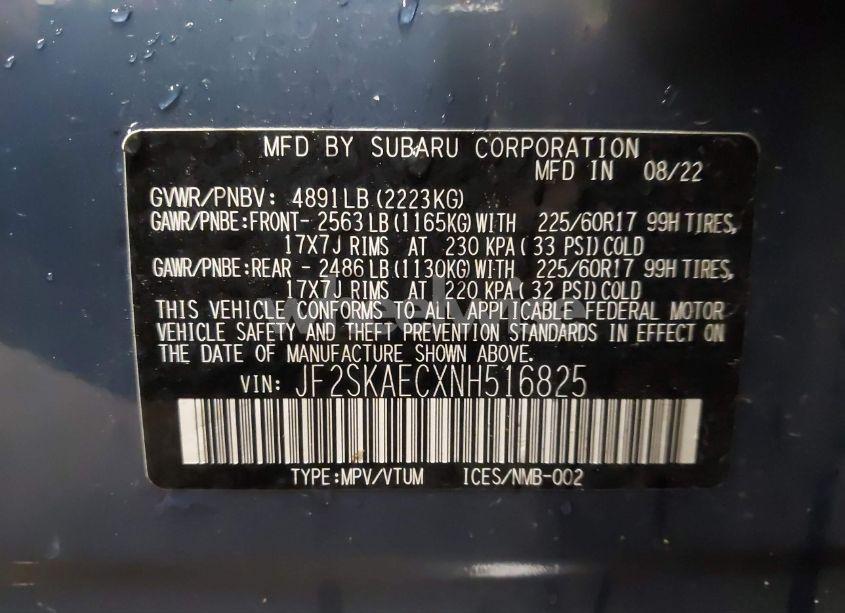 MFD BY SUBARU CORPORATION
MFD IN 08/22
GVWR/PNBV: 4891LB (2223KG)
GAWR/PNBE:FRONT- 2563 LB (1165KG) WITH 225/60R17 99H TIRES,
17X7J RIMS AT 230 KPA ( 33 PSI) COLD
GAWR/PNBE:REAR - 2486 LB (1130KG) WITH 225/60R17 99H TIRES,
17X7J RIMS AT 220 KPA ( 32 PSI) COLD
THIS VEHICLE CONFORMS TO ALL APPLICABLE FEDERAL MOTOR
VEHICLE SAFETY AND THEFT PREVENTION STANDARDS IN EFFECT ON
THE DATE OF MANUFACTURE SHOWN ABOVE.
VIN: JF2SKAECXNH516825
TYPE:MPV/VTUM ICES/NMB-002